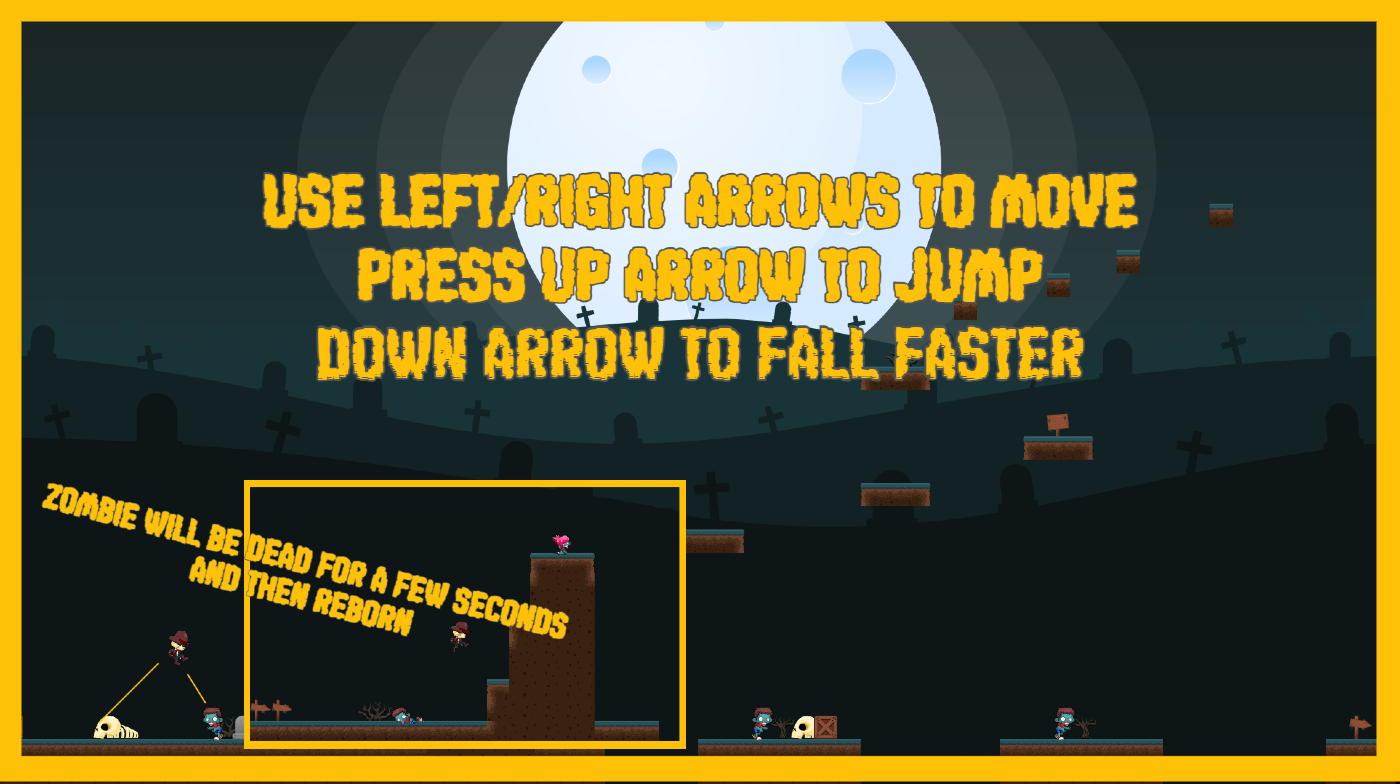 USE LEFT/RIGHT ARROWS TO MOVE
PRESS UP ARROW TO JUMP
DOWN ARROW TO FALL FASTER
ZOMBIE WILL BE DEAD FOR A FEW SECONDS
AND THEN REBORN